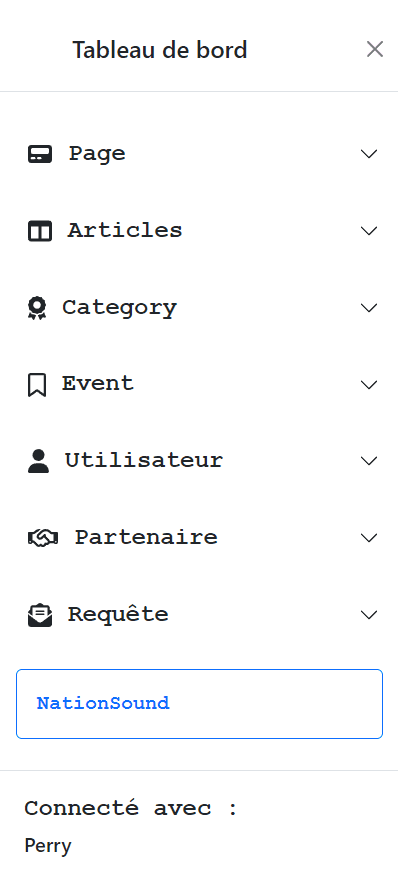 Tableau de bord
Page
Articles
Category
Event
Utilisateur
Partenaire
Requête
NationSound
Connecté avec :
Perry